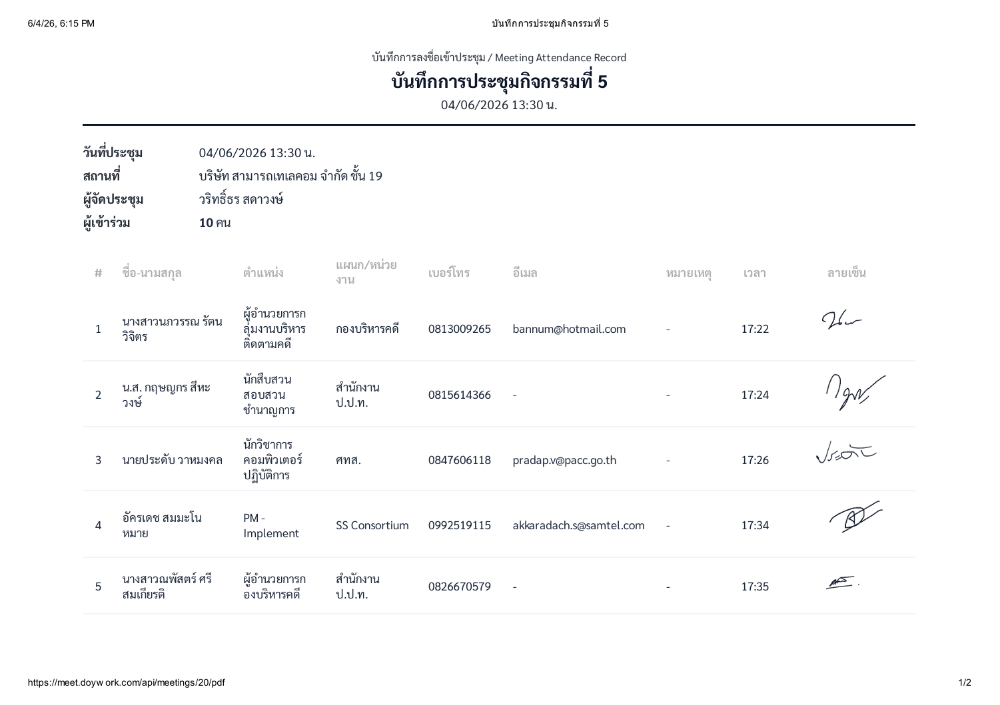 6/4/26, 6:15 PM
บันทึกการประชุมกิจกรรมที่ 5
บันทึกการลงชื่อเข้าประชุม / Meeting Attendance Record
บันทึกการประชุมกิจกรรมที่ 5
04/06/2026 13:30 น.
วันที่ประชุม 04/06/2026 13:30 น.
สถานที่ บริษัท สามารถเทเลคอม จำกัด ชั้น 19
ผู้จัดประชุม วริทธิ์ธร สดาวงษ์
ผู้เข้าร่วม 10 คน
# ชื่อ-นามสกุล ตำแหน่ง แผนก/หน่วย
งาน เบอร์โทร อีเมล หมายเหตุ เวลา ลายเซ็น
1 นางสาวนภวรรณ รัตน
วิจิตร
ผู้อำนวยการก
ลุ่มงานบริหาร
ติดตามคดี
กองบริหารคดี 0813009265 bannum@hotmail.com - 17:22
2 น.ส. กฤษญกร สีหะ
วงษ์
นักสืบสวน
สอบสวน
ชำนาญการ
สำนักงาน
ป.ป.ท.
0815614366 - - 17:24
3 นายประดับ วาหมงคล
นักวิชาการ
คอมพิวเตอร์
ปฏิบัติการ
ศทส. 0847606118 pradap.v@pacc.go.th - 17:26 ประดับ
4 อัครเดช สมมะโน
หมาย
PM -
Implement
SS Consortium 0992519115 akkaradach.s@samtel.com - 17:34
5 นางสาวณพัสตร์ ศรี
สมเกียรติ
ผู้อำนวยการก
องบริหารคดี
สำนักงาน
ป.ป.ท.
0826670579 - - 17:35
https://meet.doyw ork.com/api/meetings/20/pdf
1/2